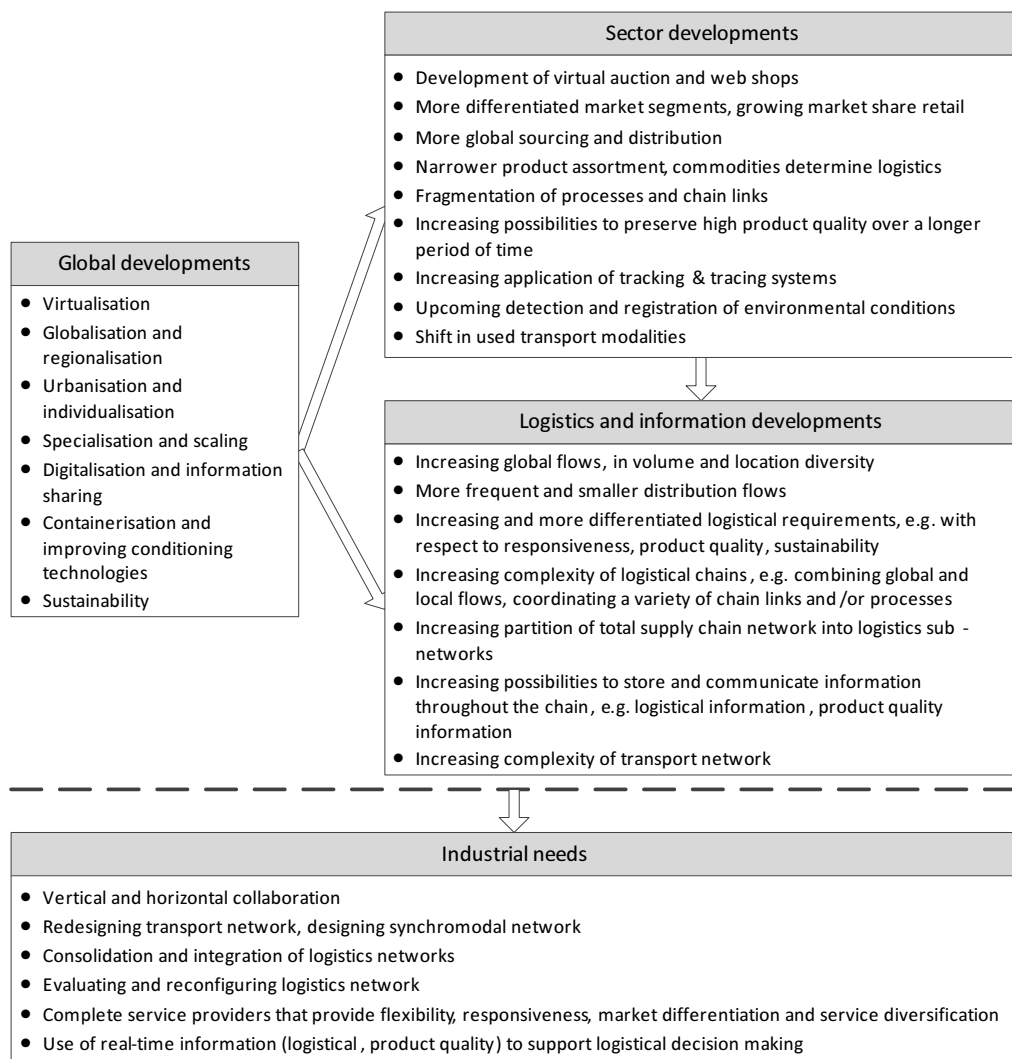 Sector developments
• Development of virtual auction and web shops
• More differentiated market segments, growing market share retail
• More global sourcing and distribution
• Narrower product assortment, commodities determine logistics
• Fragmentation of processes and chain links
• Increasing possibilities to preserve high product quality over a longer
period of time
• Increasing application of tracking & tracing systems
• Upcoming detection and registration of environmental conditions
• Shift in used transport modalities
Global developments
• Virtualisation
• Globalisation and
regionalisation
• Urbanisation and
individualisation
• Specialisation and scaling
• Digitalisation and information
sharing
• Containerisation and
improving conditioning
technologies
• Sustainability
Logistics and information developments
• Increasing global flows, in volume and location diversity
• More frequent and smaller distribution flows
• Increasing and more differentiated logistical requirements, e.g. with
respect to responsiveness, product quality, sustainability
• Increasing complexity of logistical chains, e.g. combining global and
local flows, coordinating a variety of chain links and/or processes
• Increasing partition of total supply chain network into logistics sub-
networks
• Increasing possibilities to store and communicate information
throughout the chain, e.g. logistical information, product quality
information
• Increasing complexity of transport network
Industrial needs
• Vertical and horizontal collaboration
• Redesigning transport network, designing synchromodal network
• Consolidation and integration of logistics networks
• Evaluating and reconfiguring logistics network
• Complete service providers that provide flexibility, responsiveness, market differentiation and service diversification
• Use of real-time information (logistical, product quality) to support logistical decision making